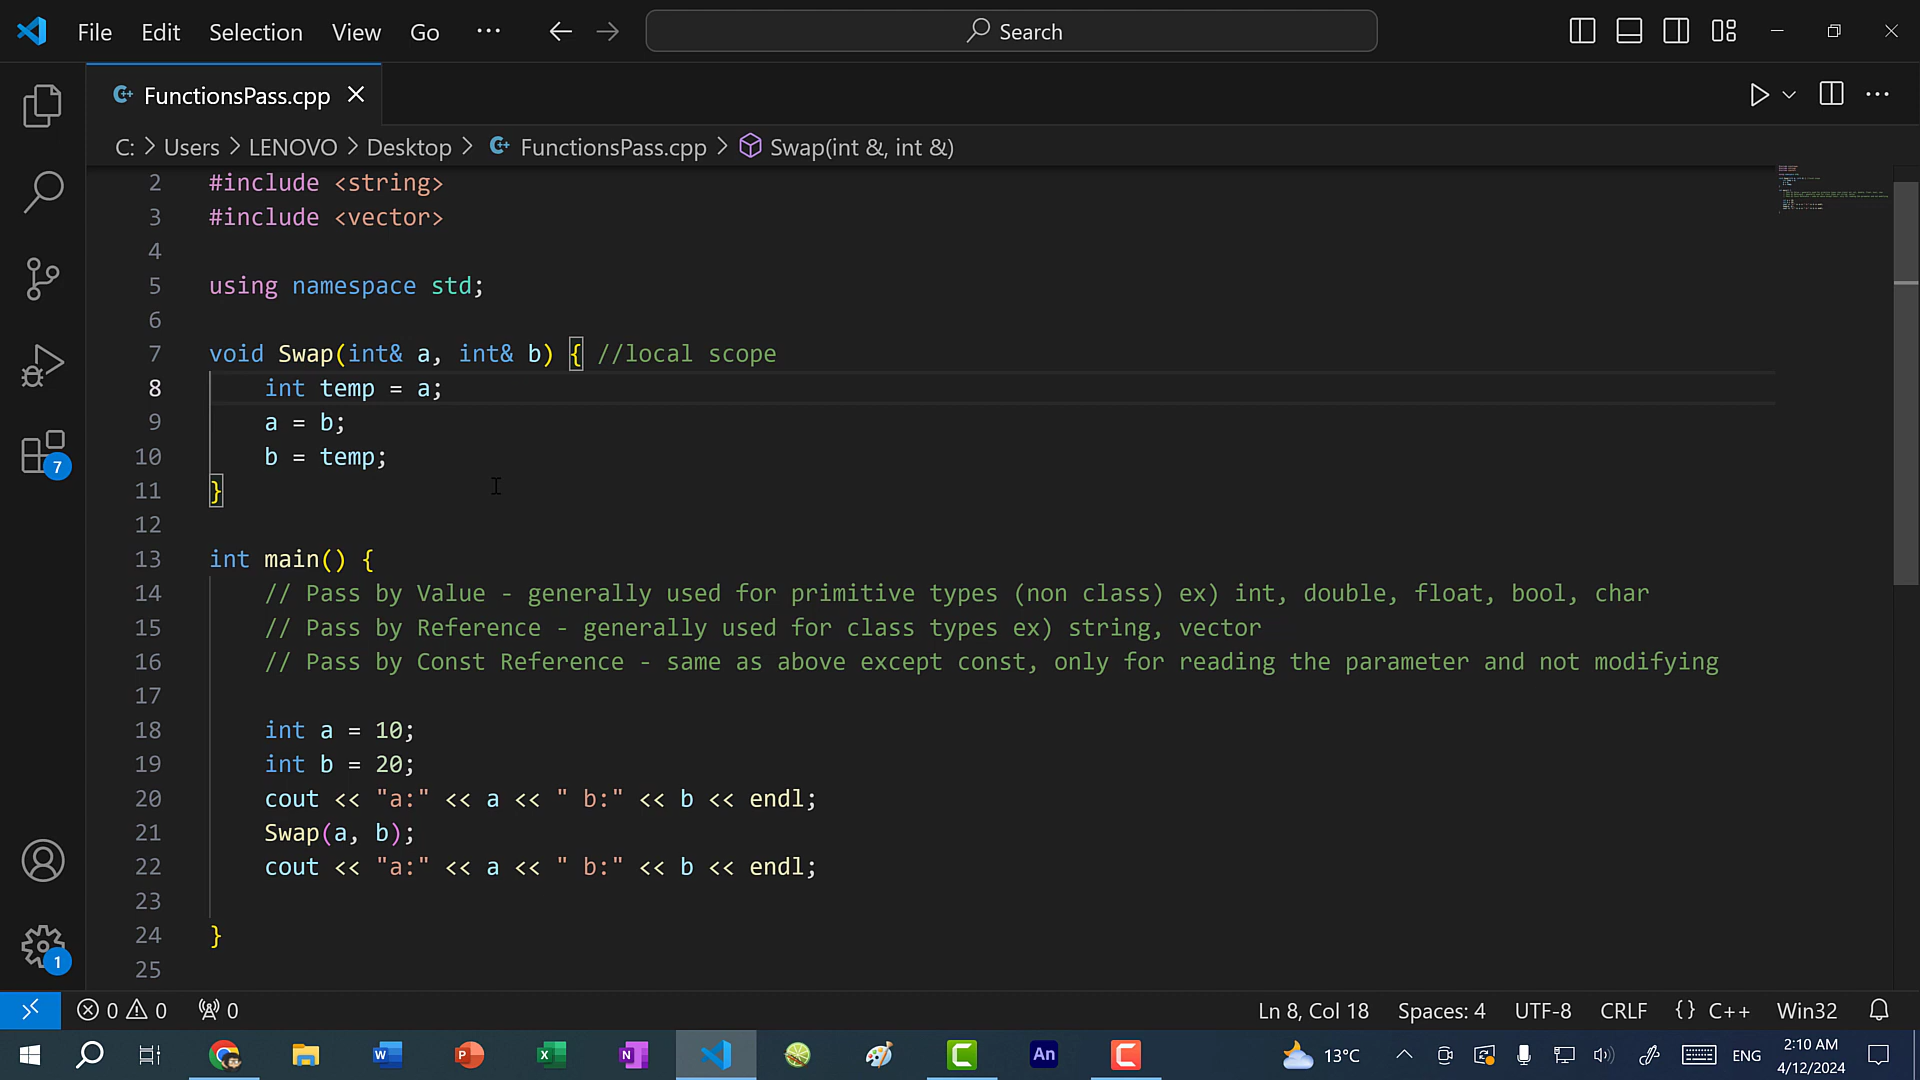 File Edit Selection View Go ··· Search
FunctionsPass.cpp
C: > Users > LENOVO > Desktop > FunctionsPass.cpp > Swap(int &, int &)
2 #include <string>
3 #include <vector>
4
5 using namespace std;
6
7 void Swap(int& a, int& b) { //local scope
8 int temp = a;
9 a = b;
10 b = temp;
11 }
12
13 int main() {
14 // Pass by Value - generally used for primitive types (non class) ex) int, double, float, bool, char
15 // Pass by Reference - generally used for class types ex) string, vector
16 // Pass by Const Reference - same as above except const, only for reading the parameter and not modifying
17
18 int a = 10;
19 int b = 20;
20 cout << "a:" << a << " b:" << b << endl;
21 Swap(a, b);
22 cout << "a:" << a << " b:" << b << endl;
23
24 }
25
7
1
0 0 0 Ln 8, Col 18 Spaces: 4 UTF-8 CRLF {} C++ Win32
W P X N An C 13°C ENG 2:10 AM
4/12/2024